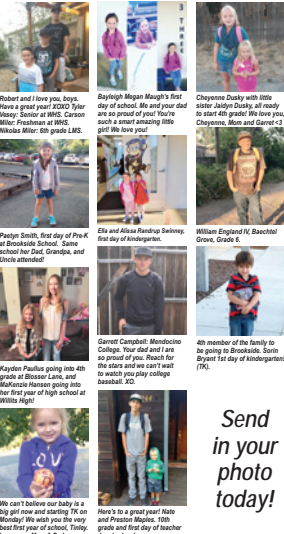 Robert and I love you, boys.
Have a great year! XOXO Tyler
Vasey: Senior at WHS. Carson
Miler: Freshman at WHS.
Nikolas Miler: 6th grade LMS.
Paetyn Smith, first day of Pre-K
at Brookside School. Same
school her Dad, Grandpa, and
Uncle attended!
Kayden Paulius going into 4th
grade at Blosser Lane, and
MaKenzie Hansen going into
her first year of high school at
Willits High!
We can't believe our baby is a
big girl now and starting TK on
Monday! We wish you the very
best first year of school, Tinley.
Bayleigh Megan Maugh's first
day of school. Me and your dad
are so proud of you! You're
such a smart amazing little
girl! We love you!
Ella and Alissa Randrup Swinney,
first day of kindergarten.
Garrett Campbell: Mendocino
College. Your dad and I are
so proud of you. Reach for
the stars and we can't wait
to watch you play college
baseball. XO.
Here's to a great year! Nate
and Preston Maples. 10th
grade and first day of teacher
Cheyenne Dusky with little
sister Jaidyn Dusky, all ready
to start 4th grade! We love you,
Cheyenne, Mom and Garret <3
William England IV, Baechtel
Grove, Grade 6.
4th member of the family to
be going to Brookside. Sorin
Bryant 1st day of kindergarten!
(TK).
Send
in your
photo
today!